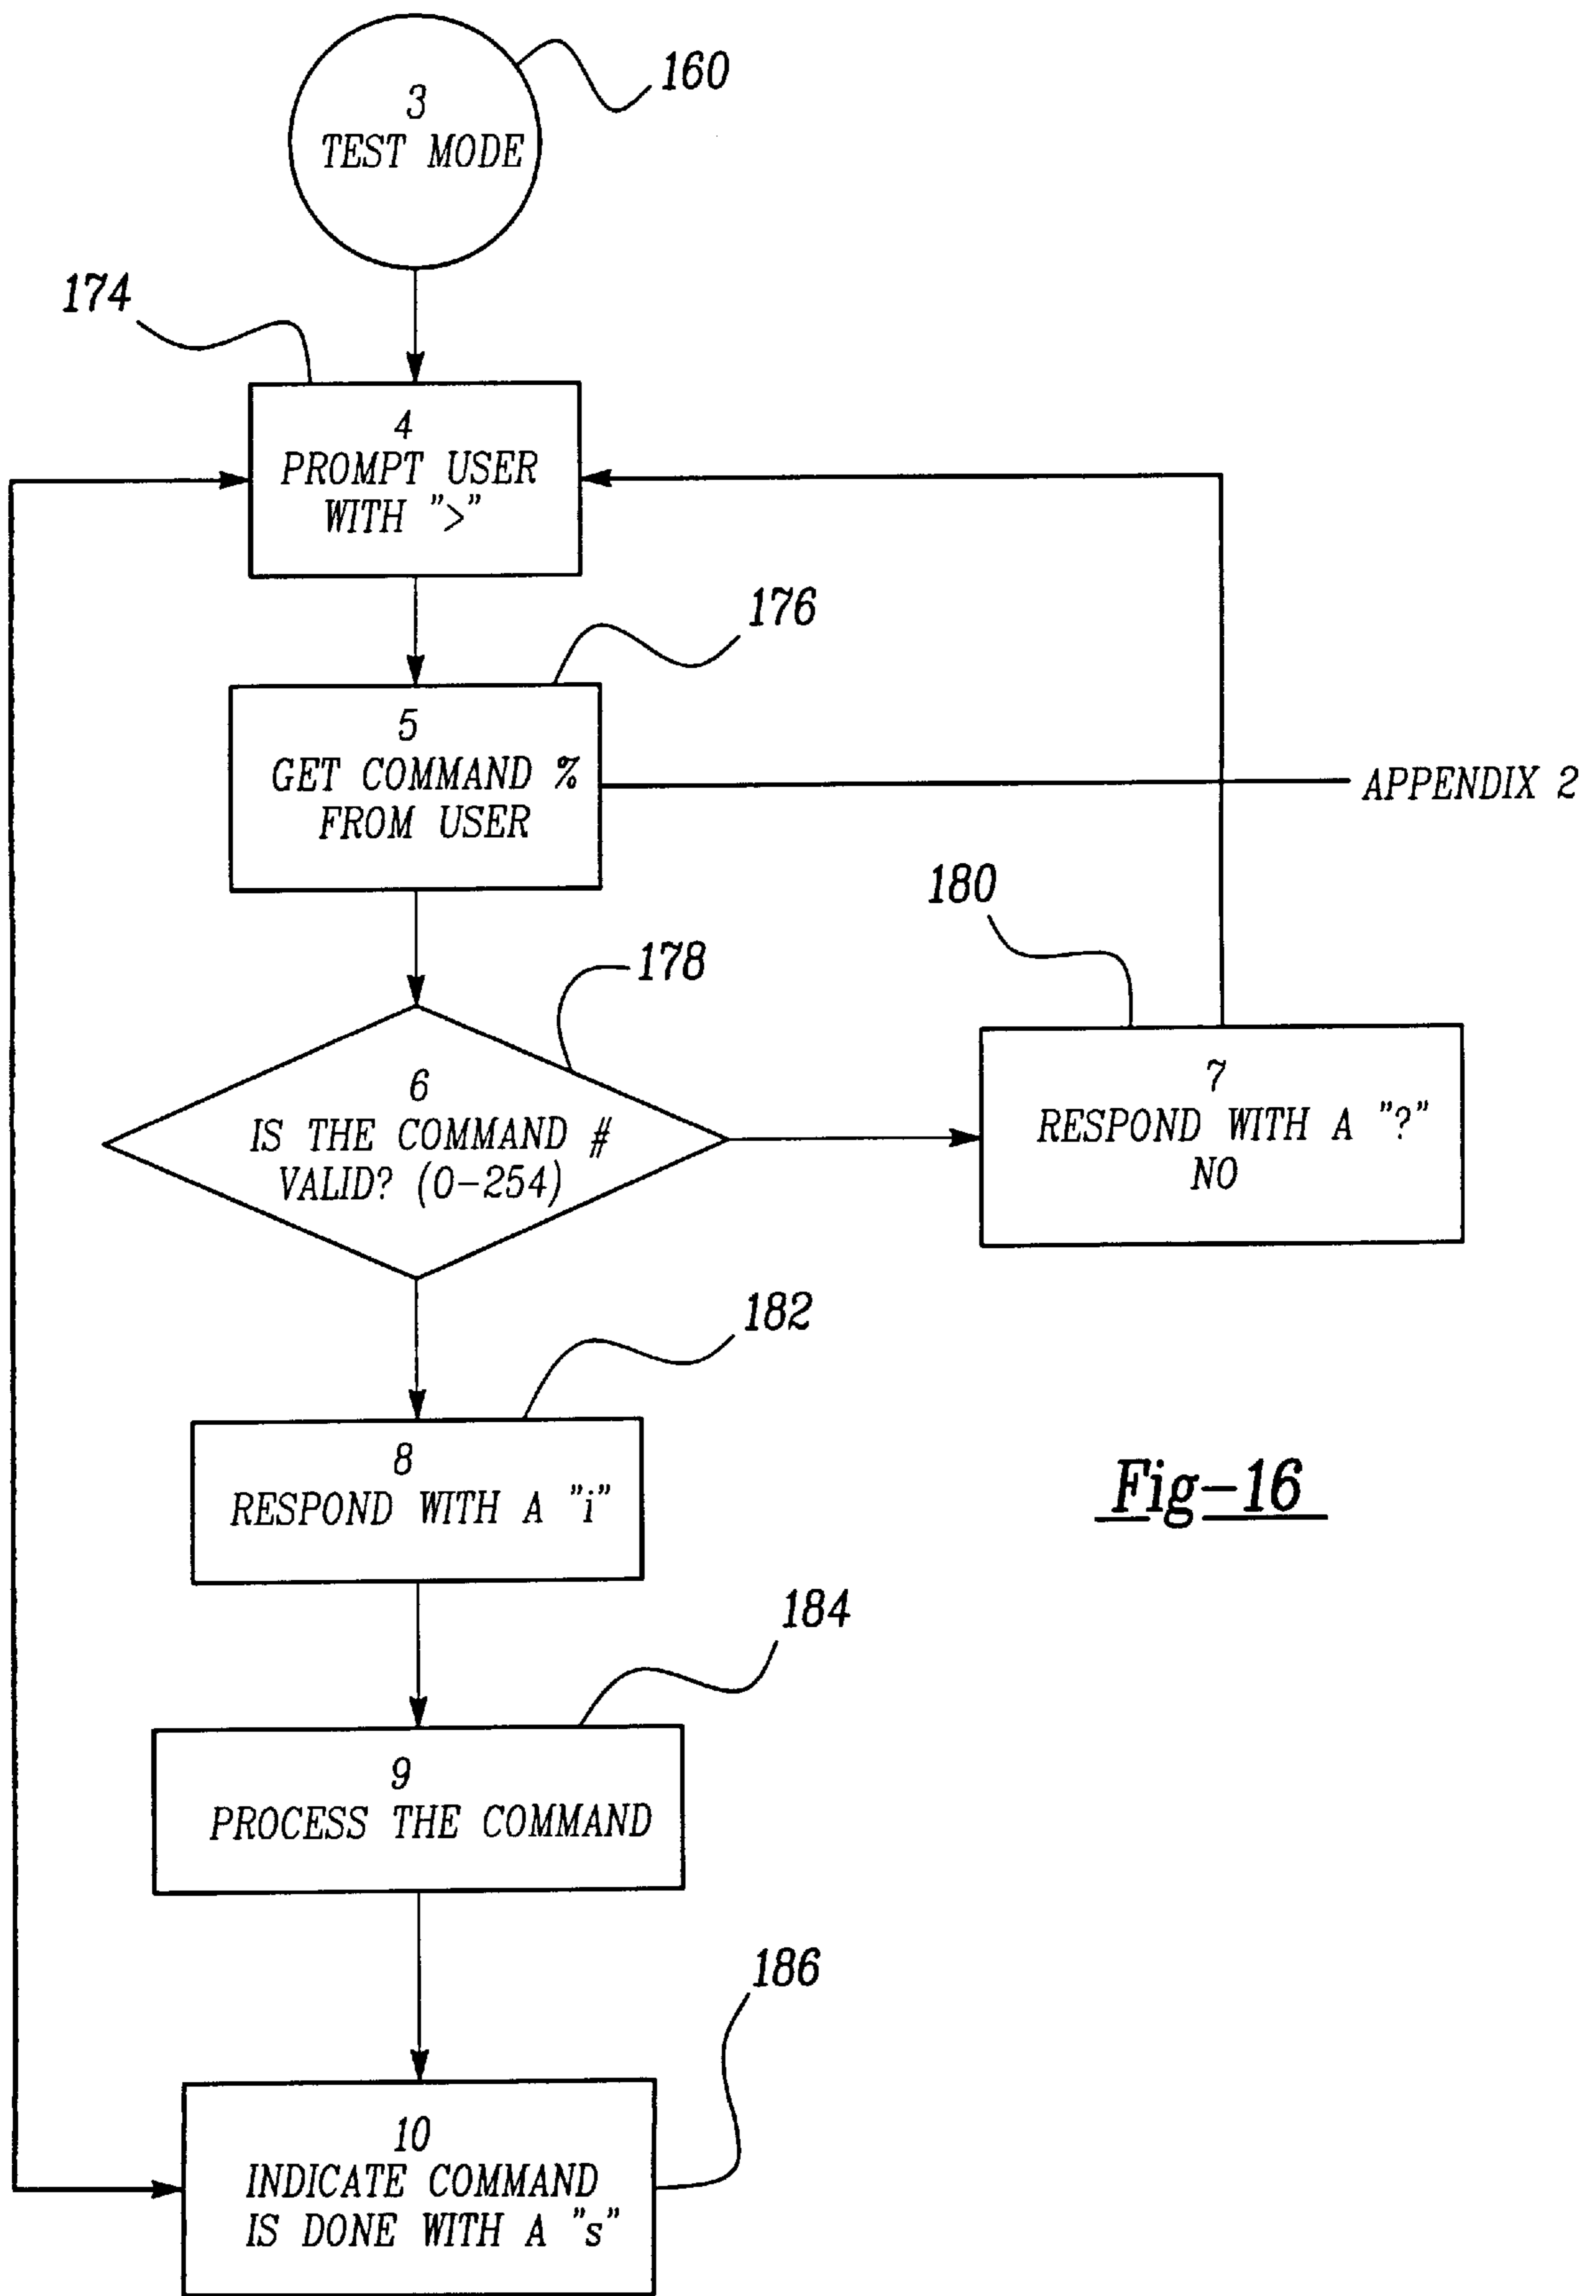 160
3
TEST MODE
174
4
PROMPT USER
WITH ">"
176
5
GET COMMAND %
FROM USER
APPENDIX 2
180
178
6
IS THE COMMAND #
VALID? (0-254)
7
RESPOND WITH A "?"
NO
182
8
RESPOND WITH A "i"
Fig-16
184
9
PROCESS THE COMMAND
186
10
INDICATE COMMAND
IS DONE WITH A "s"